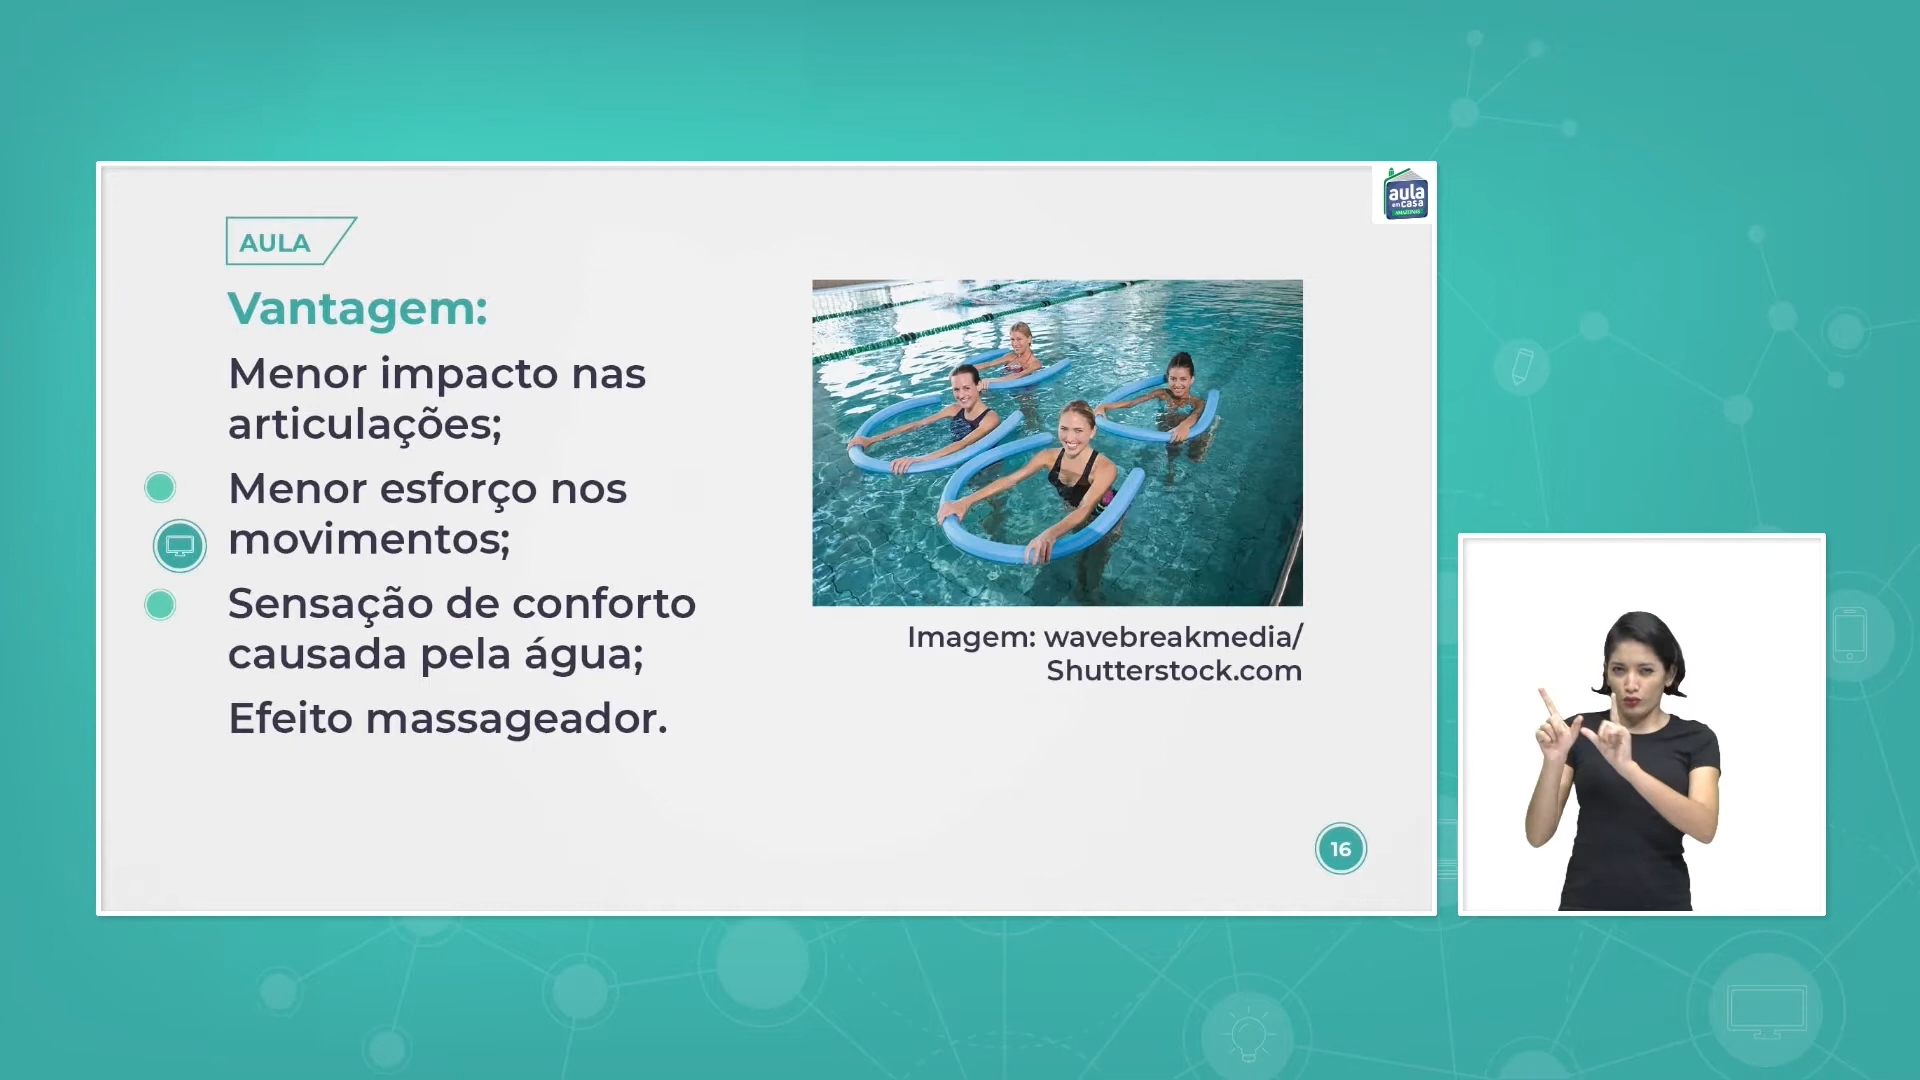 AULA
Vantagem:
Menor impacto nas
articulações;
Menor esforço nos
movimentos;
Sensação de conforto
causada pela água;
Efeito massageador.
Imagem: wavebreakmedia/
Shutterstock.com
16
aula
em casa
AMAZONAS